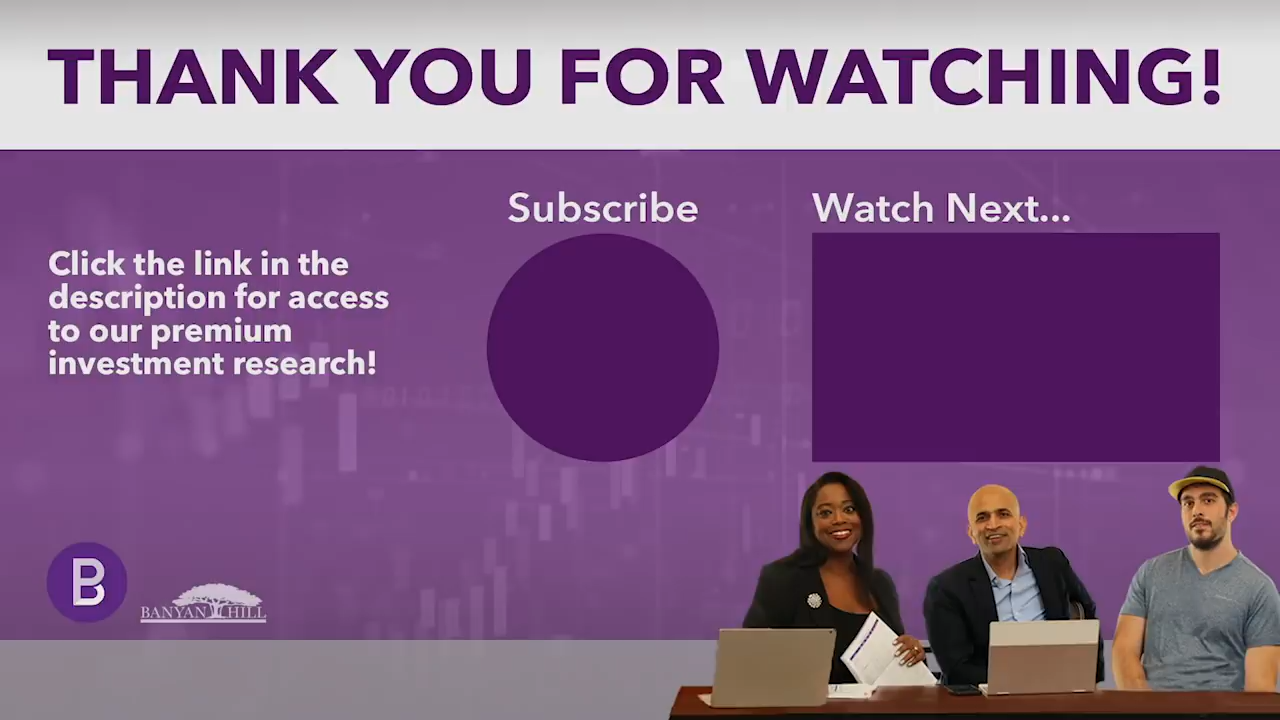 THANK YOU FOR WATCHING!
Subscribe
Watch Next...
Click the link in the
description for access
to our premium
investment research!
B
BANYAN HILL